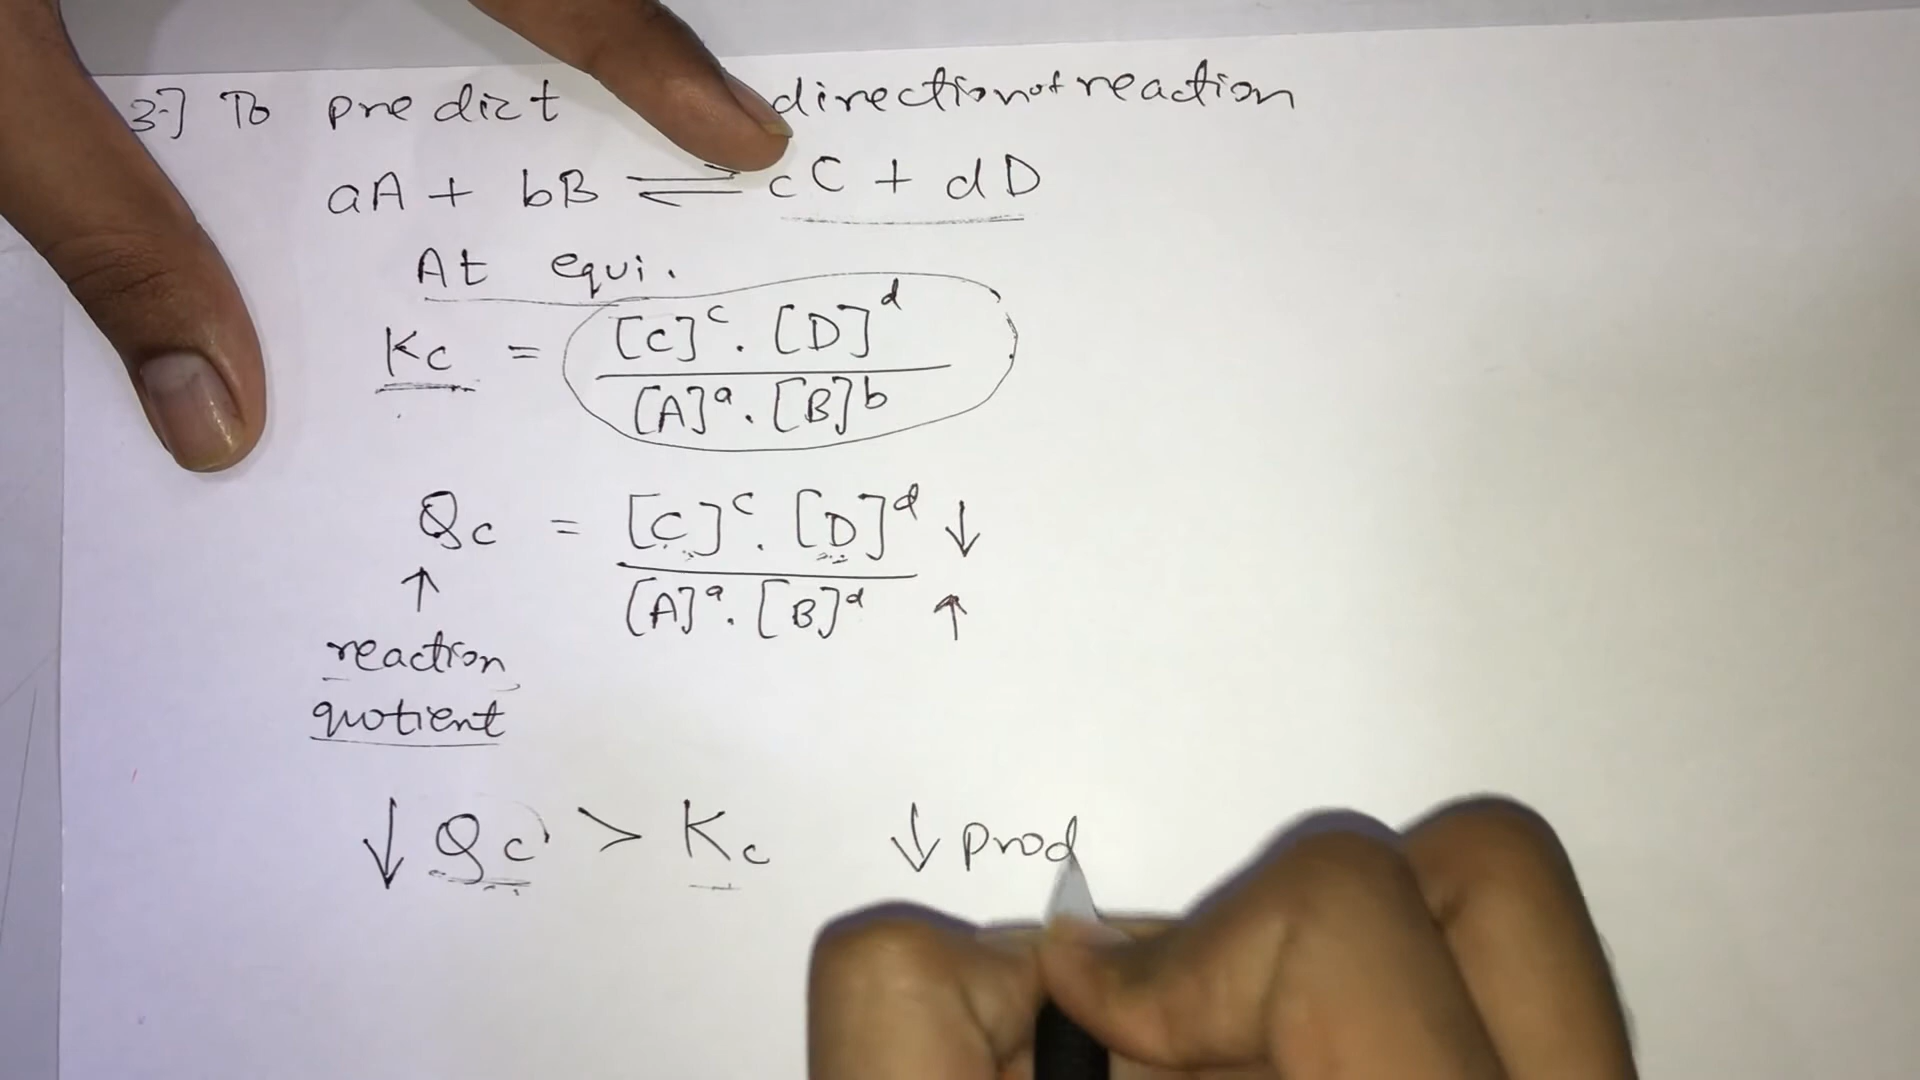 3-] To predict direction of reaction
aA + bB ⇌ cC + dD
At equi.
Kc = [C]^c . [D]^d / [A]^a . [B]^b
Qc = [C]^c . [D]^d ↓ / [A]^a . [B]^d ↑
↑
reaction
quotient
↓ Qc > Kc ↓ prod